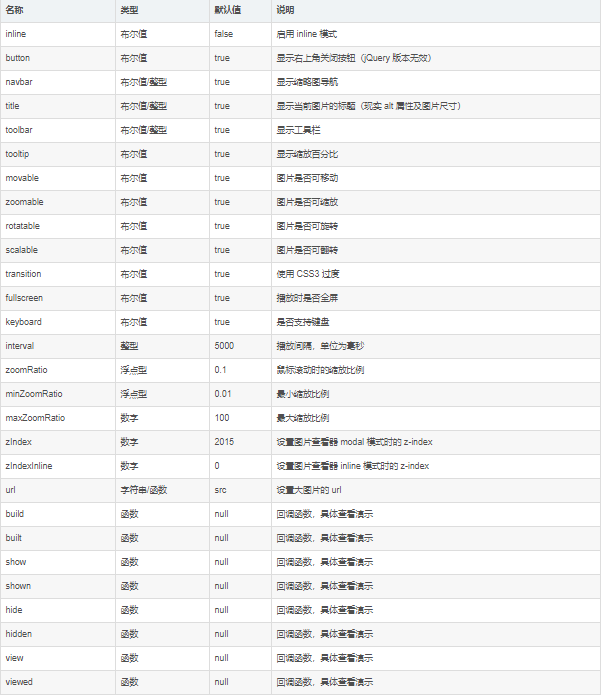 名称 类型 默认值 说明
inline 布尔值 false 启用 inline 模式
button 布尔值 true 显示右上角关闭按钮（jQuery 版本无效）
navbar 布尔值/整型 true 显示缩略图导航
title 布尔值/整型 true 显示当前图片的标题（现实 alt 属性及图片尺寸）
toolbar 布尔值/整型 true 显示工具栏
tooltip 布尔值 true 显示缩放百分比
movable 布尔值 true 图片是否可移动
zoomable 布尔值 true 图片是否可缩放
rotatable 布尔值 true 图片是否可旋转
scalable 布尔值 true 图片是否可翻转
transition 布尔值 true 使用 CSS3 过度
fullscreen 布尔值 true 播放时是否全屏
keyboard 布尔值 true 是否支持键盘
interval 整型 5000 播放间隔，单位为毫秒
zoomRatio 浮点型 0.1 鼠标滚动时的缩放比例
minZoomRatio 浮点型 0.01 最小缩放比例
maxZoomRatio 数字 100 最大缩放比例
zIndex 数字 2015 设置图片查看器 modal 模式时的 z-index
zIndexInline 数字 0 设置图片查看器 inline 模式时的 z-index
url 字符串/函数 src 设置大图片的 url
build 函数 null 回调函数，具体查看演示
built 函数 null 回调函数，具体查看演示
show 函数 null 回调函数，具体查看演示
shown 函数 null 回调函数，具体查看演示
hide 函数 null 回调函数，具体查看演示
hidden 函数 null 回调函数，具体查看演示
view 函数 null 回调函数，具体查看演示
viewed 函数 null 回调函数，具体查看演示